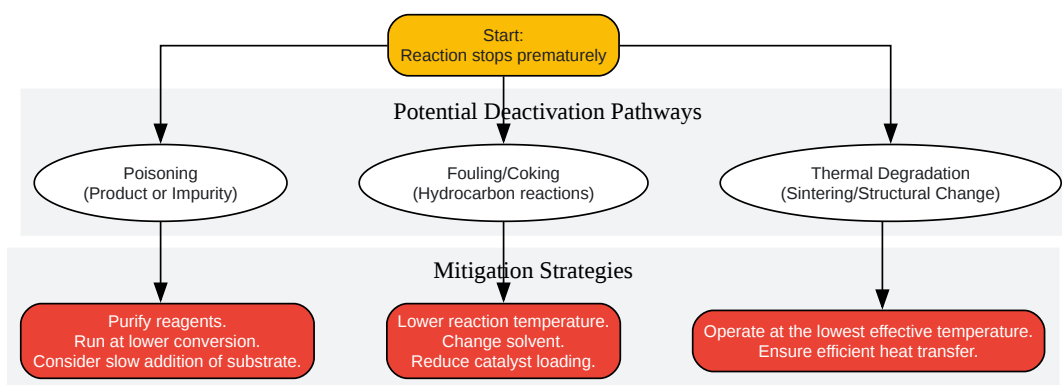 Start:
Reaction stops prematurely
Potential Deactivation Pathways
Poisoning
(Product or Impurity)
Fouling/Coking
(Hydrocarbon reactions)
Thermal Degradation
(Sintering/Structural Change)
Mitigation Strategies
Purify reagents.
Run at lower conversion.
Consider slow addition of substrate.
Lower reaction temperature.
Change solvent.
Reduce catalyst loading.
Operate at the lowest effective temperature.
Ensure efficient heat transfer.